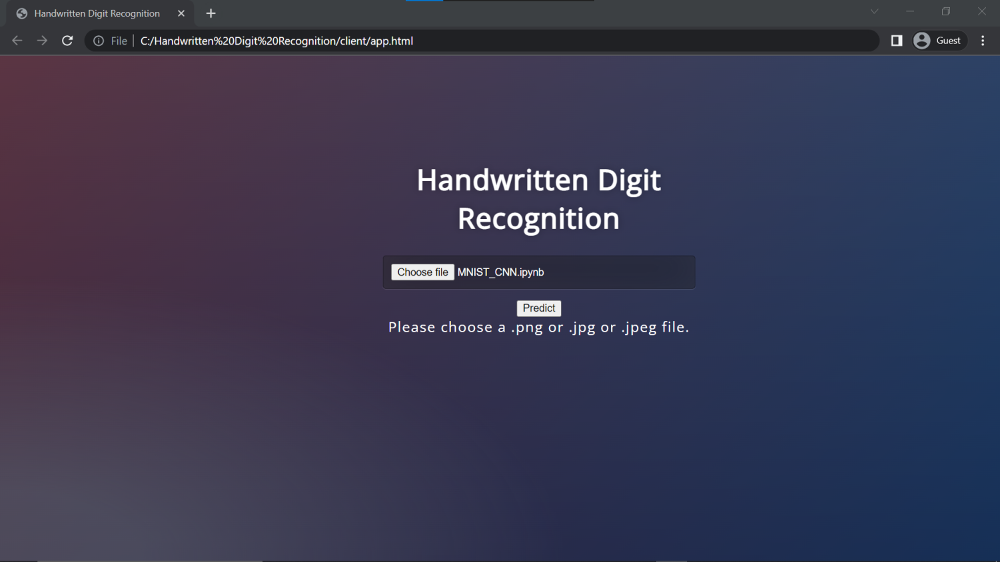 Handwritten Digit Recognition
File
C:/Handwritten%20Digit%20Recognition/client/app.html
Guest
Handwritten Digit
Recognition
Choose file MNIST_CNN.ipynb
Predict
Please choose a .png or .jpg or .jpeg file.